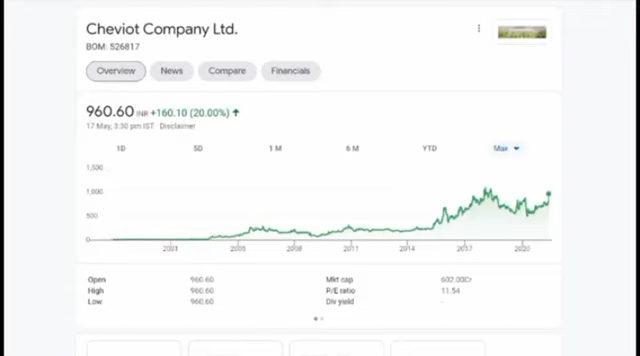 Cheviot Company Ltd.
BOM: 526817
Overview News Compare Financials
960.60 INR +160.10 (20.00%) ↑
17 May, 3:30 pm IST · Disclaimer
1D 5D 1 M 6 M YTD Max
1,500
1,000
500
0
2001 2005 2008 2011 2014 2017 2020
Open 960.60 Mkt cap 602.00Cr
High 960.60 P/E ratio 11.54
Low 960.60 Div yield -